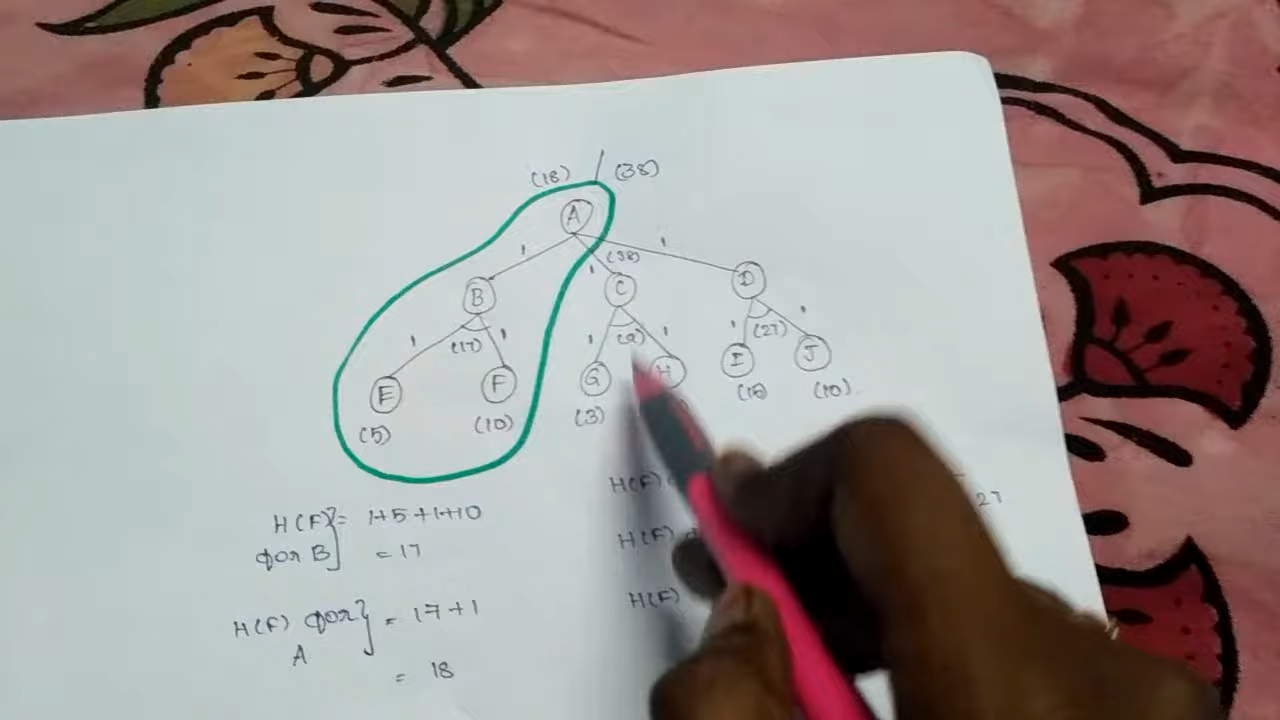 (18) (38)
A
1 1 1
(38)
B C D
1 (17) 1 1 (9) 1 1 (27) 1
E F G H I J
(5) (10) (3) (10)
H(F) } = 1+5+1+10
for B } = 17
H(F) for } = 17+1
A
= 18
H(F)
27
H(F)
H(F)